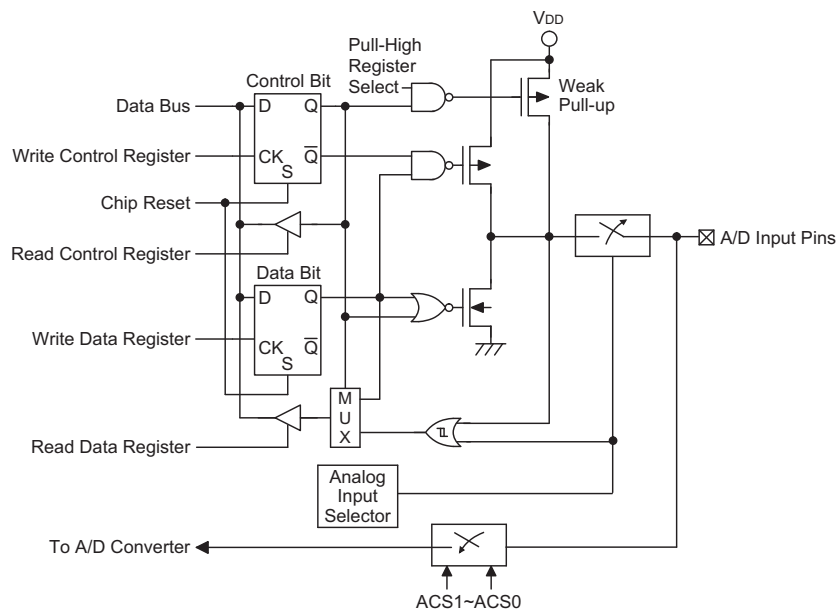 VDD
Pull-High
Register
Select
Control Bit
Weak
Pull-up
Data Bus
D
Q
Write Control Register
CK
Q̅
S
Chip Reset
A/D Input Pins
Read Control Register
Data Bit
D
Q
Write Data Register
CK
Q̅
S
M
U
X
Read Data Register
Analog
Input
Selector
To A/D Converter
ACS1~ACS0